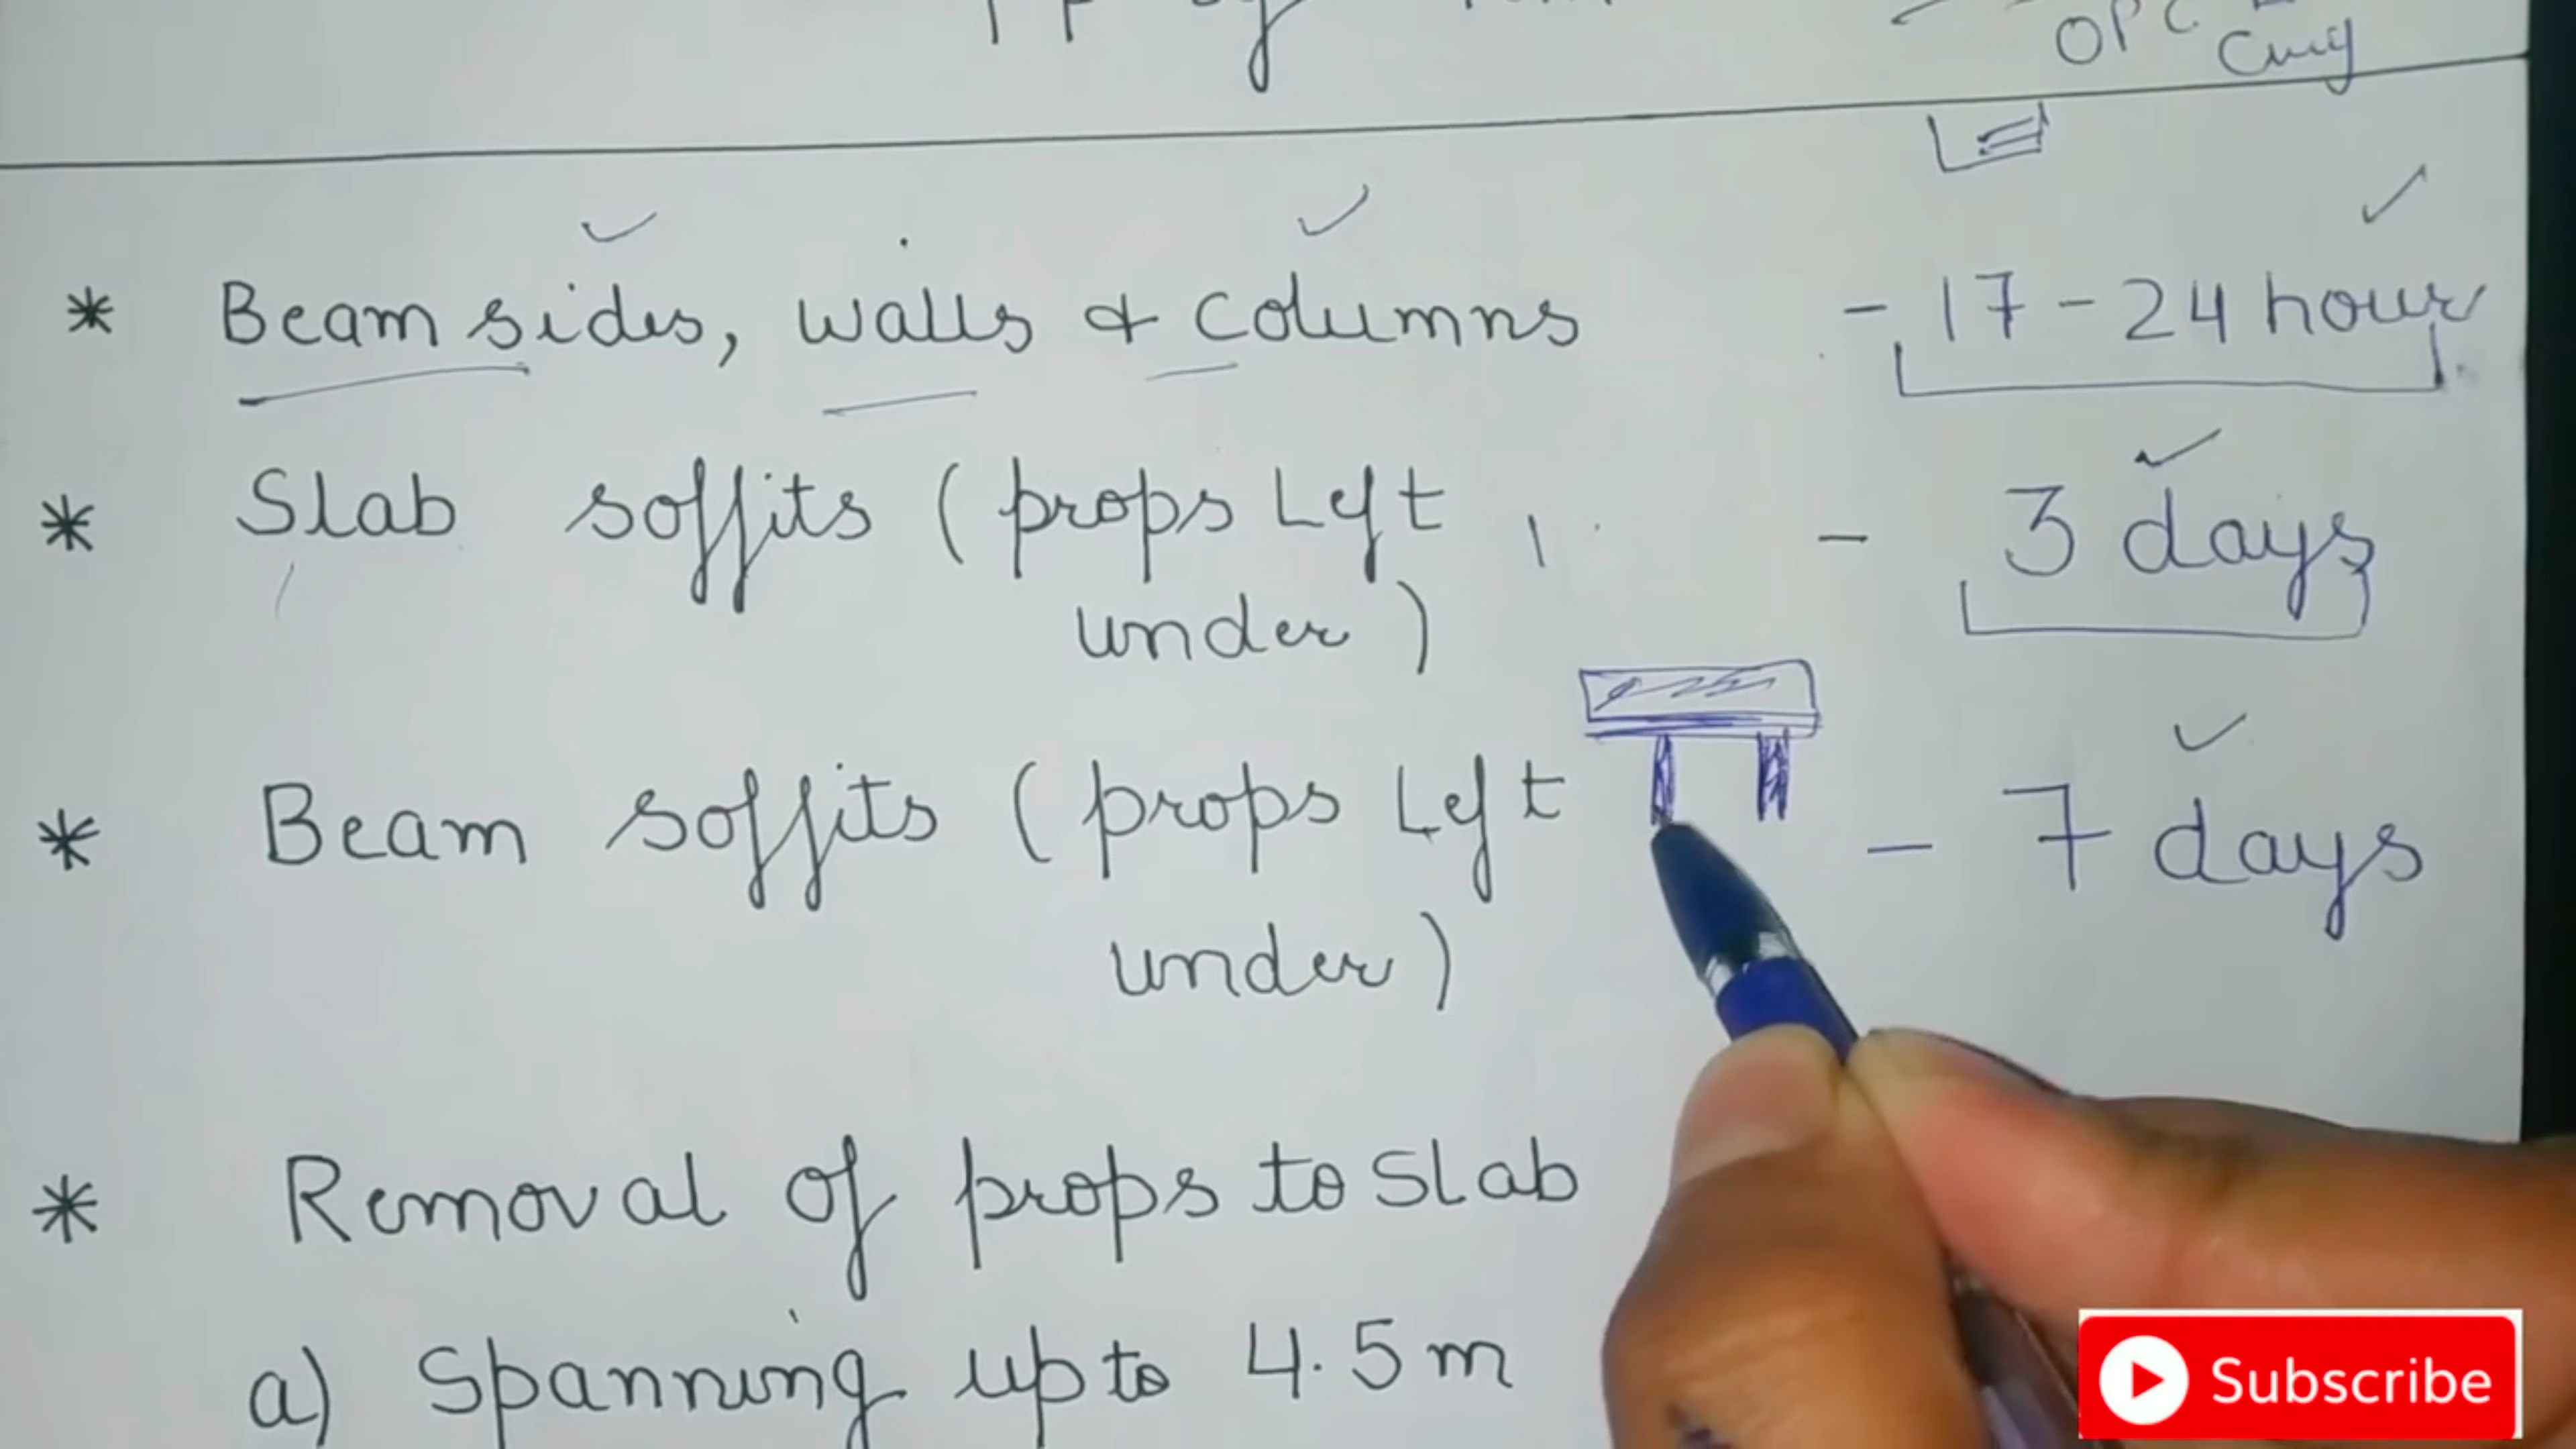 OPC
* Beam sides, walls & columns - 17-24 hour
* Slab soffits (props Left - 3 days
under)
* Beam soffits (props Left - 7 days
under)
* Removal of props to Slab
a) Spanning up to 4.5m
Subscribe